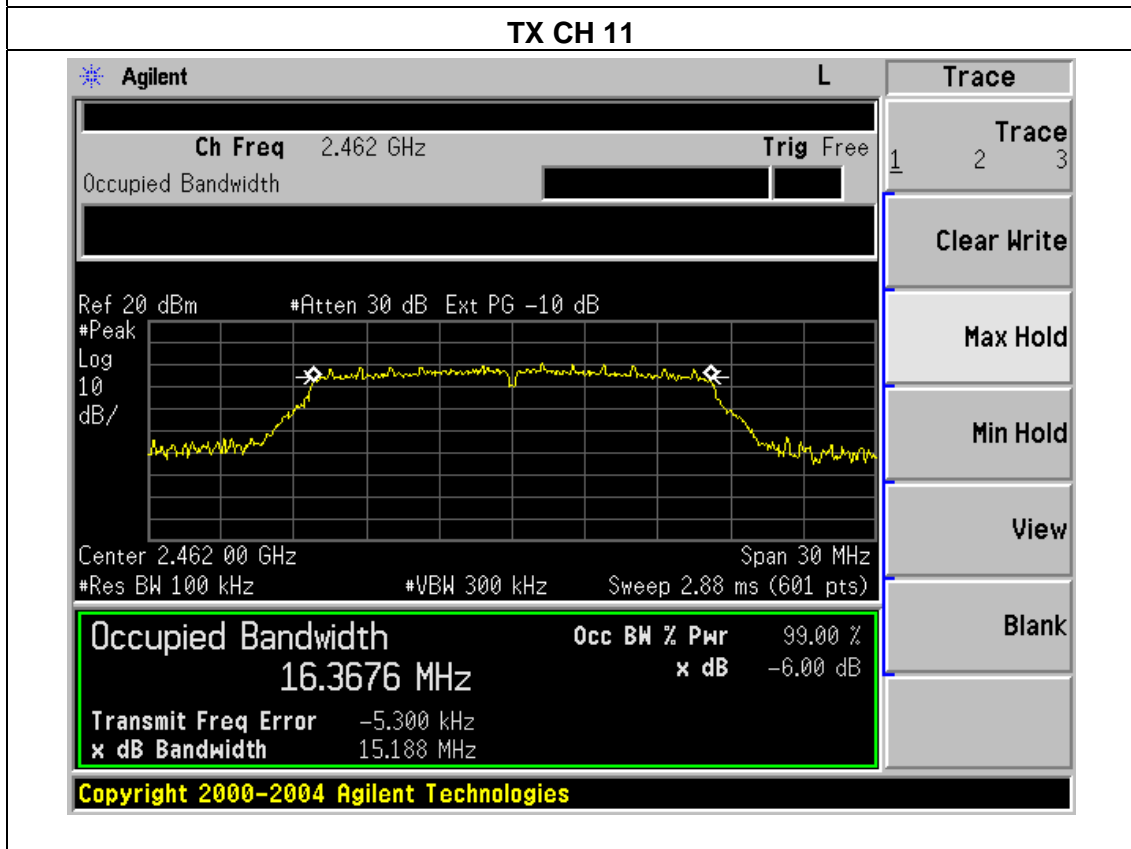 TX CH 11
Agilent L Trace
Ch Freq 2.462 GHz Trig Free
Trace
1 2 3
Occupied Bandwidth
Clear Write
Ref 20 dBm #Atten 30 dB Ext PG -10 dB
#Peak
Log
10
dB/
Max Hold
Min Hold
View
Center 2.462 00 GHz Span 30 MHz
#Res BW 100 kHz #VBW 300 kHz Sweep 2.88 ms (601 pts)
Blank
Occupied Bandwidth Occ BW % Pwr 99.00 %
16.3676 MHz x dB -6.00 dB
Transmit Freq Error -5.300 kHz
x dB Bandwidth 15.188 MHz
Copyright 2000-2004 Agilent Technologies